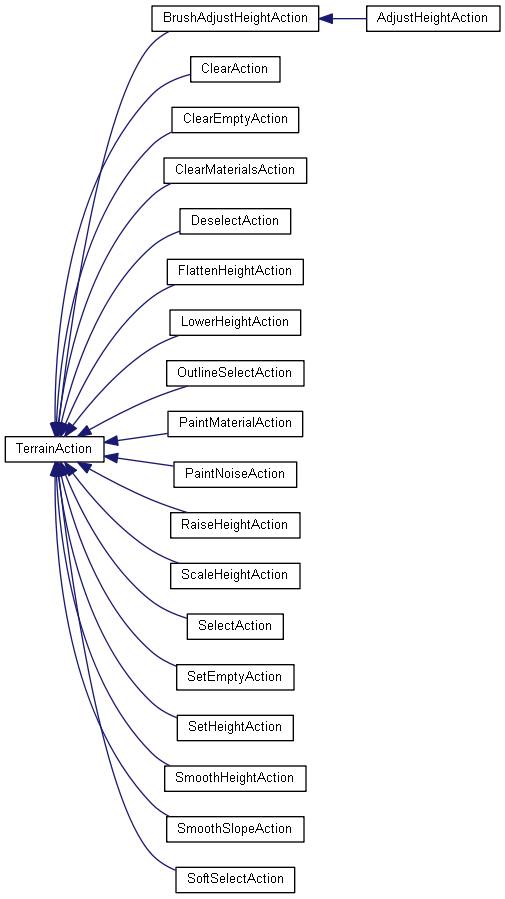 BrushAdjustHeightAction
AdjustHeightAction
ClearAction
ClearEmptyAction
ClearMaterialsAction
DeselectAction
FlattenHeightAction
LowerHeightAction
OutlineSelectAction
PaintMaterialAction
TerrainAction
PaintNoiseAction
RaiseHeightAction
ScaleHeightAction
SelectAction
SetEmptyAction
SetHeightAction
SmoothHeightAction
SmoothSlopeAction
SoftSelectAction